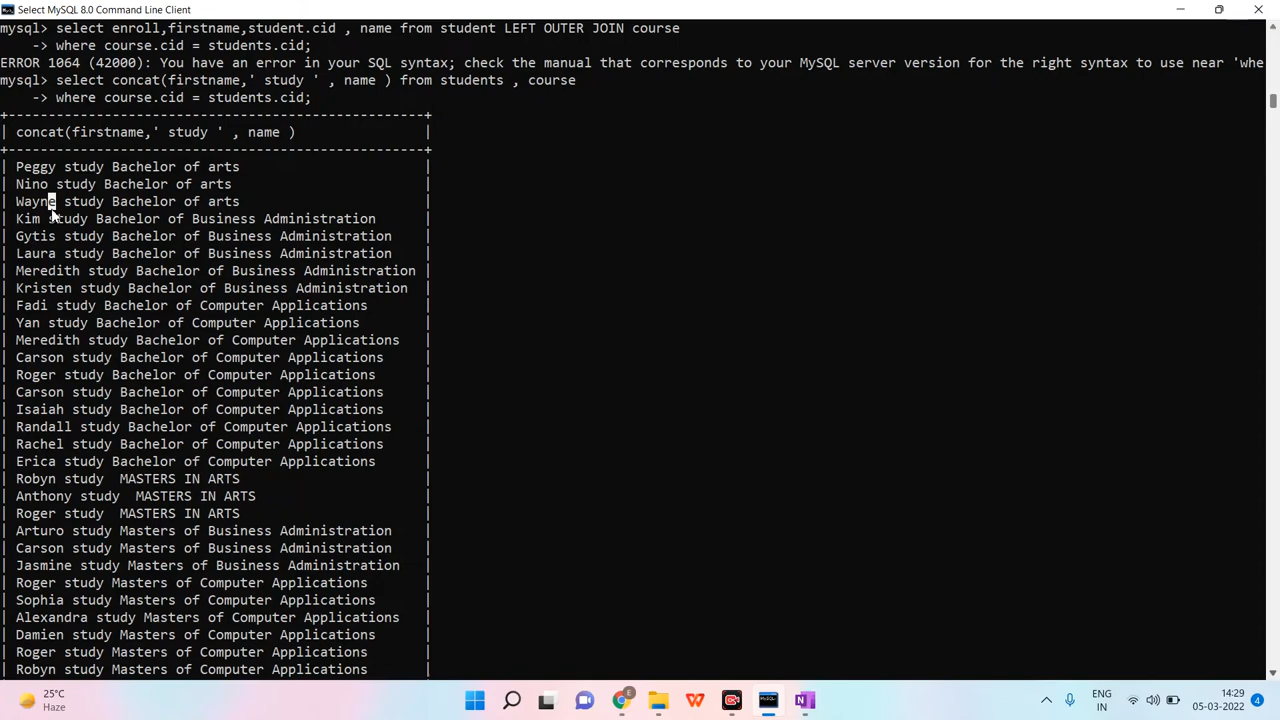 Select MySQL 8.0 Command Line Client
mysql> select enroll,firstname,student.cid , name from student LEFT OUTER JOIN course
    -> where course.cid = students.cid;
ERROR 1064 (42000): You have an error in your SQL syntax; check the manual that corresponds to your MySQL server version for the right syntax to use near 'whe
mysql> select concat(firstname,' study ' , name ) from students , course
    -> where course.cid = students.cid;
+----------------------------------------------------+
| concat(firstname,' study ' , name )                |
+----------------------------------------------------+
| Peggy study Bachelor of arts                       |
| Nino study Bachelor of arts                        |
| Wayne study Bachelor of arts                       |
| Kim study Bachelor of Business Administration      |
| Gytis study Bachelor of Business Administration    |
| Laura study Bachelor of Business Administration    |
| Meredith study Bachelor of Business Administration |
| Kristen study Bachelor of Business Administration  |
| Fadi study Bachelor of Computer Applications       |
| Yan study Bachelor of Computer Applications        |
| Meredith study Bachelor of Computer Applications   |
| Carson study Bachelor of Computer Applications     |
| Roger study Bachelor of Computer Applications      |
| Carson study Bachelor of Computer Applications     |
| Isaiah study Bachelor of Computer Applications     |
| Randall study Bachelor of Computer Applications    |
| Rachel study Bachelor of Computer Applications     |
| Erica study Bachelor of Computer Applications      |
| Robyn study  MASTERS IN ARTS                       |
| Anthony study  MASTERS IN ARTS                     |
| Roger study  MASTERS IN ARTS                       |
| Arturo study Masters of Business Administration    |
| Carson study Masters of Business Administration    |
| Jasmine study Masters of Business Administration   |
| Roger study Masters of Computer Applications       |
| Sophia study Masters of Computer Applications      |
| Alexandra study Masters of Computer Applications   |
| Damien study Masters of Computer Applications      |
| Roger study Masters of Computer Applications       |
| Robyn study Masters of Computer Applications       |
25°C
Haze
ENG
IN
14:29
05-03-2022
4